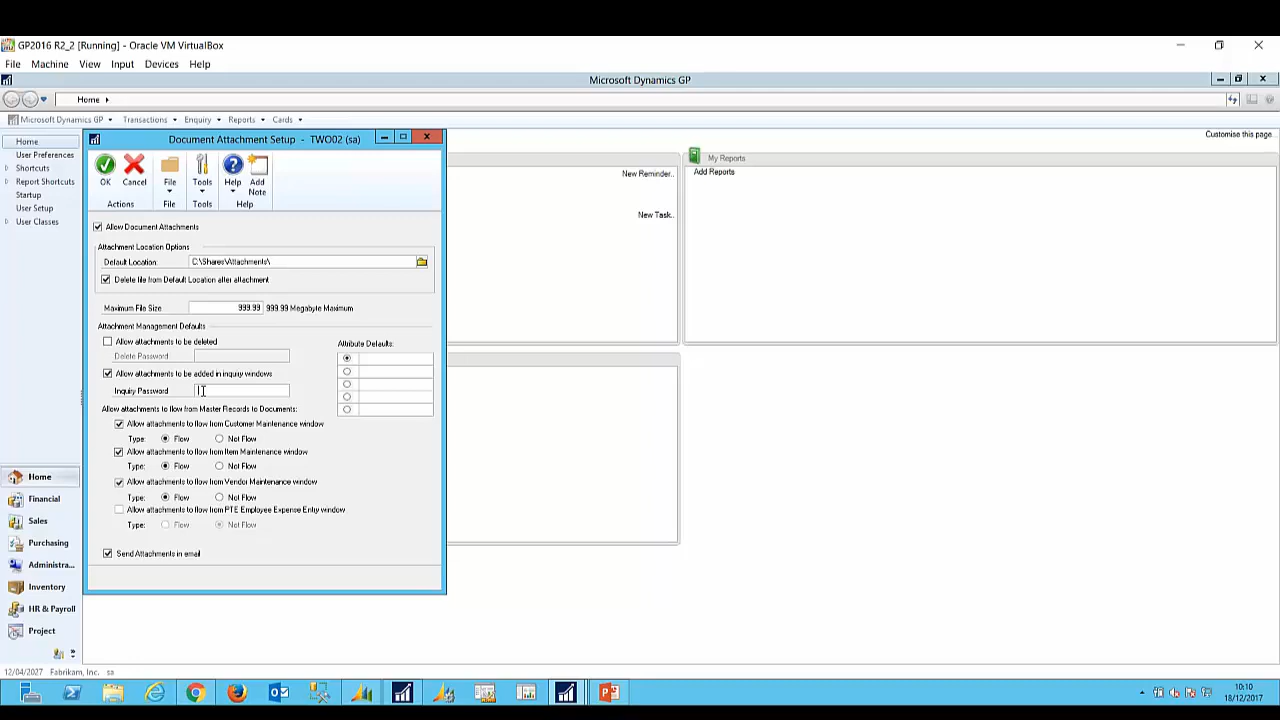 GP2016 R2_2 [Running] - Oracle VM VirtualBox
File Machine View Input Devices Help
Microsoft Dynamics GP
Home
Microsoft Dynamics GP Transactions Enquiry Reports Cards
Customise this page...
Home
User Preferences
Shortcuts
Report Shortcuts
Startup
User Setup
User Classes
Document Attachment Setup - TWO02 (sa)
OK Cancel File Tools Help Add Note
Actions File Tools Help
Allow Document Attachments
Attachment Location Options
Default Location: C:\Shares\Attachments\
Delete file from Default Location after attachment
Maximum File Size 999.99 999.99 Megabyte Maximum
Attachment Management Defaults
Allow attachments to be deleted
Delete Password
Attribute Defaults:
Allow attachments to be added in inquiry windows
Inquiry Password
Allow attachments to flow from Master Records to Documents:
Allow attachments to flow from Customer Maintenance window
Type: Flow Not Flow
Allow attachments to flow from Item Maintenance window
Type: Flow Not Flow
Allow attachments to flow from Vendor Maintenance window
Type: Flow Not Flow
Allow attachments to flow from PTE Employee Expense Entry window
Type: Flow Not Flow
Send Attachments in email
New Reminder..
New Task..
My Reports
Add Reports
Home
Financial
Sales
Purchasing
Administra...
Inventory
HR & Payroll
Project
12/04/2027 Fabrikam, Inc. sa
10:10
18/12/2017